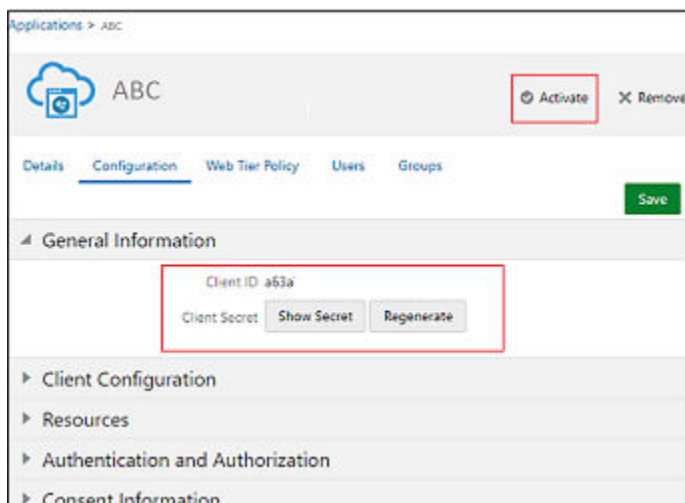 Applications > ABC
ABC
Activate
Remove
Details Configuration Web Tier Policy Users Groups
Save
General Information
Client ID a63a
Client Secret Show Secret Regenerate
Client Configuration
Resources
Authentication and Authorization
Consent Information